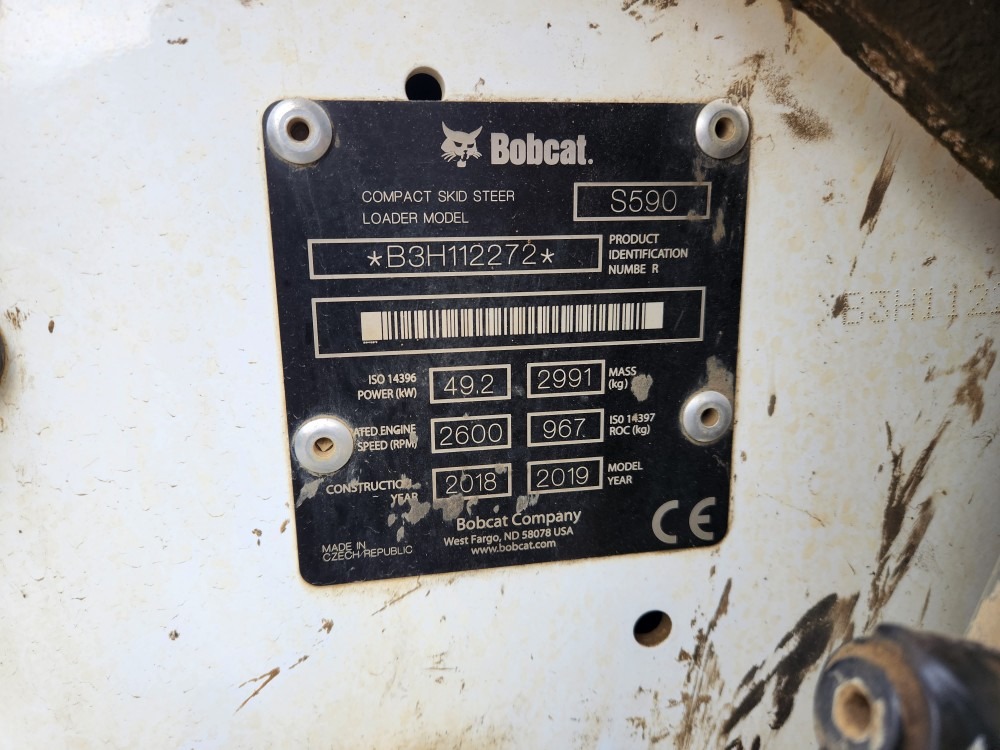 Bobcat.
COMPACT SKID STEER
LOADER MODEL
S590
*B3H112272*
PRODUCT
IDENTIFICATION
NUMBE R
ISO 14396
POWER (kW)
49.2
2991
MASS
(kg)
ATED ENGINE
SPEED (RPM)
2600
967
ISO 14397
ROC (kg)
CONSTRUCTION
YEAR
2018
2019
MODEL
YEAR
Bobcat Company
West Fargo, ND 58078 USA
www.bobcat.com
MADE IN
CZECH REPUBLIC
CE
B3H112